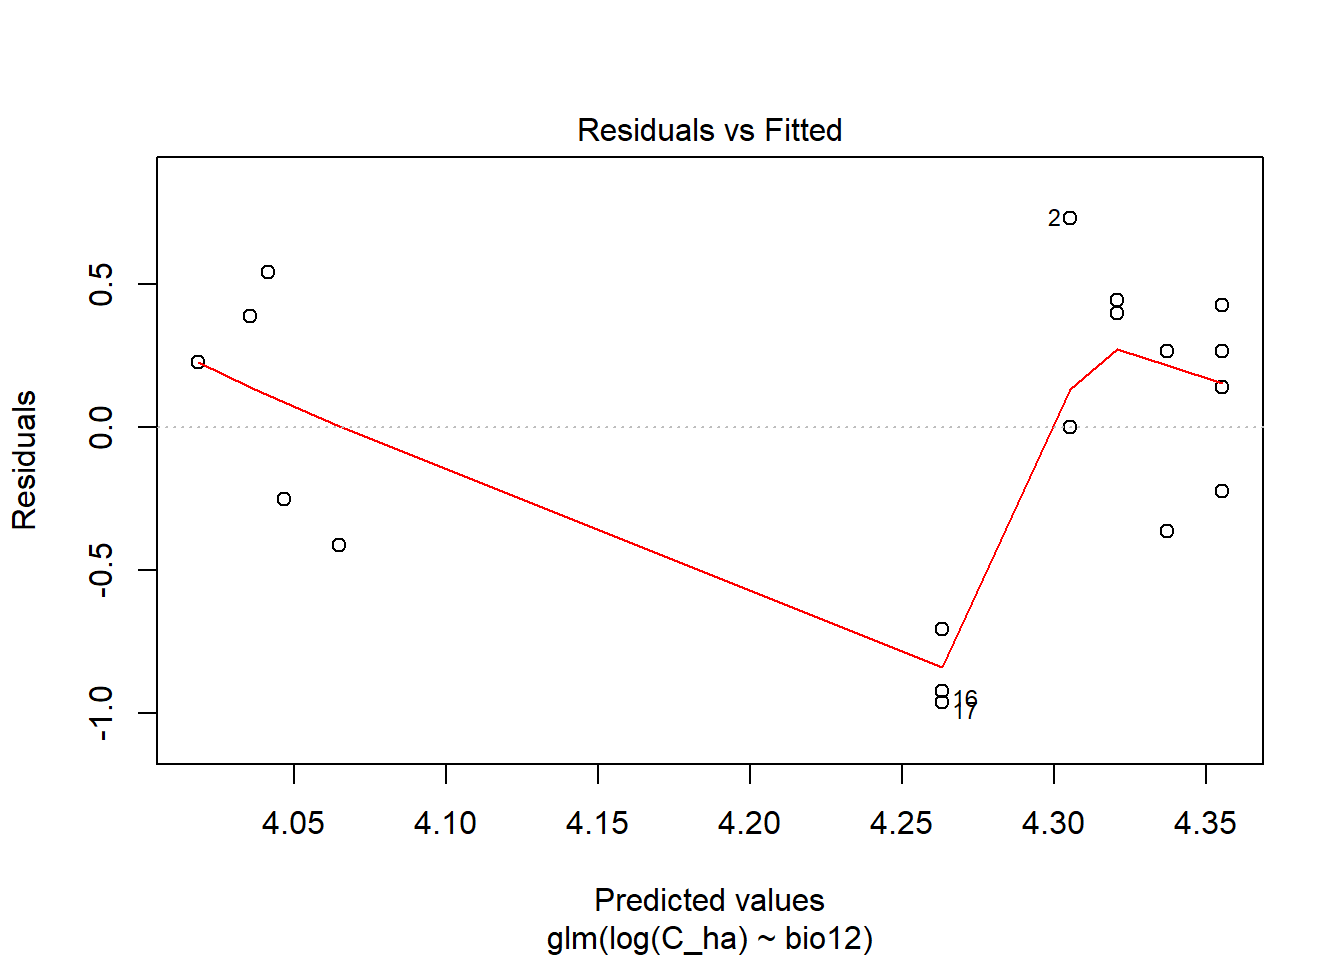 Residuals vs Fitted
Residuals
0.5
0.0
-0.5
-1.0
2
16
17
4.05 4.10 4.15 4.20 4.25 4.30 4.35
Predicted values
glm(log(C_ha) ~ bio12)